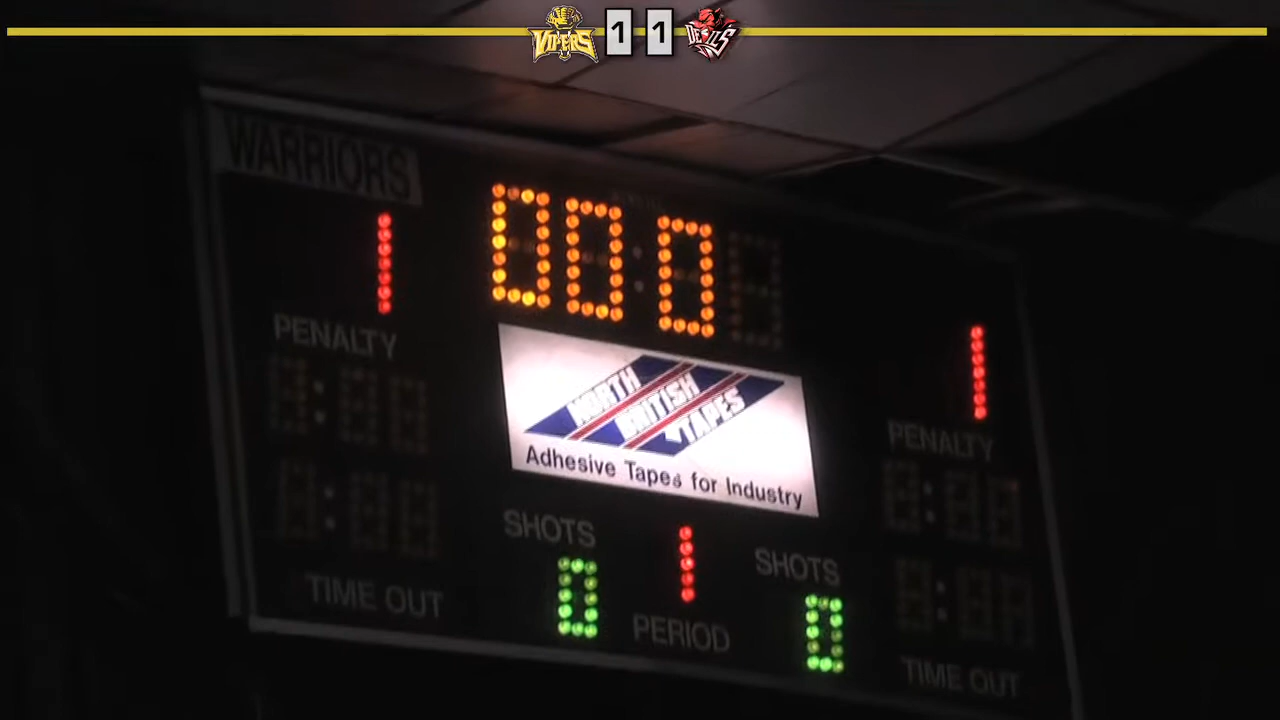 VIPERS 1 1 DEVILS
WARRIORS
00:0
1
1
PENALTY
PENALTY
NORTH
BRITISH
TAPES
Adhesive Tapes for Industry
SHOTS
SHOTS
0
1
0
PERIOD
TIME OUT
TIME OUT